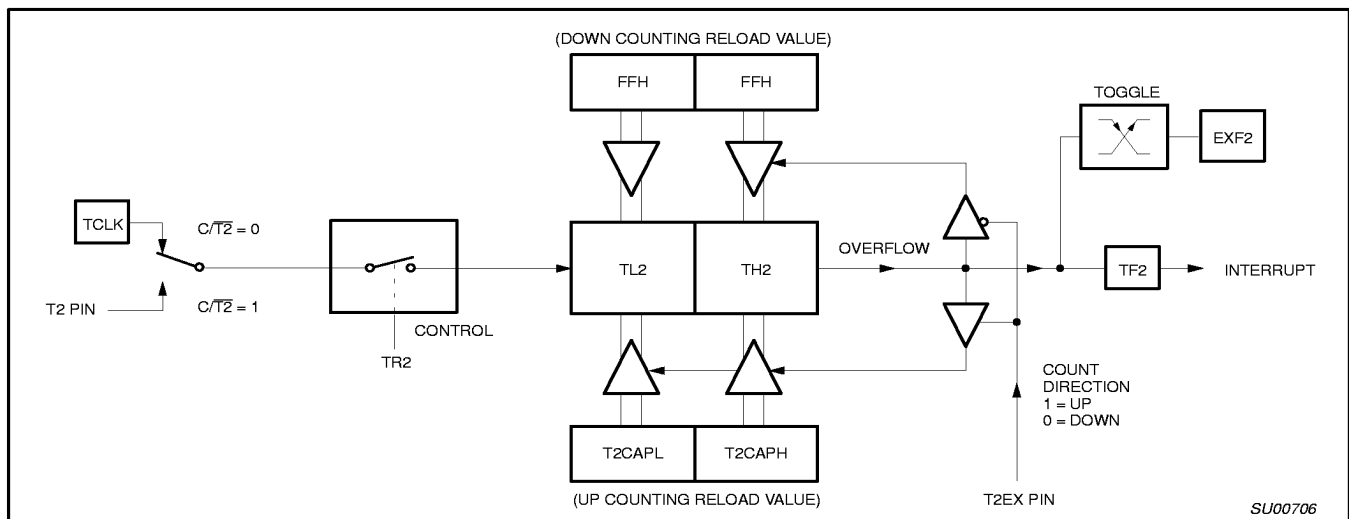 (DOWN COUNTING RELOAD VALUE)
FFH
FFH
TOGGLE
EXF2
TCLK
C/T2 = 0
OVERFLOW
TL2
TH2
TF2
INTERRUPT
T2 PIN
C/T2 = 1
CONTROL
TR2
COUNT
DIRECTION
1 = UP
0 = DOWN
T2CAPL
T2CAPH
(UP COUNTING RELOAD VALUE)
T2EX PIN
SU00706